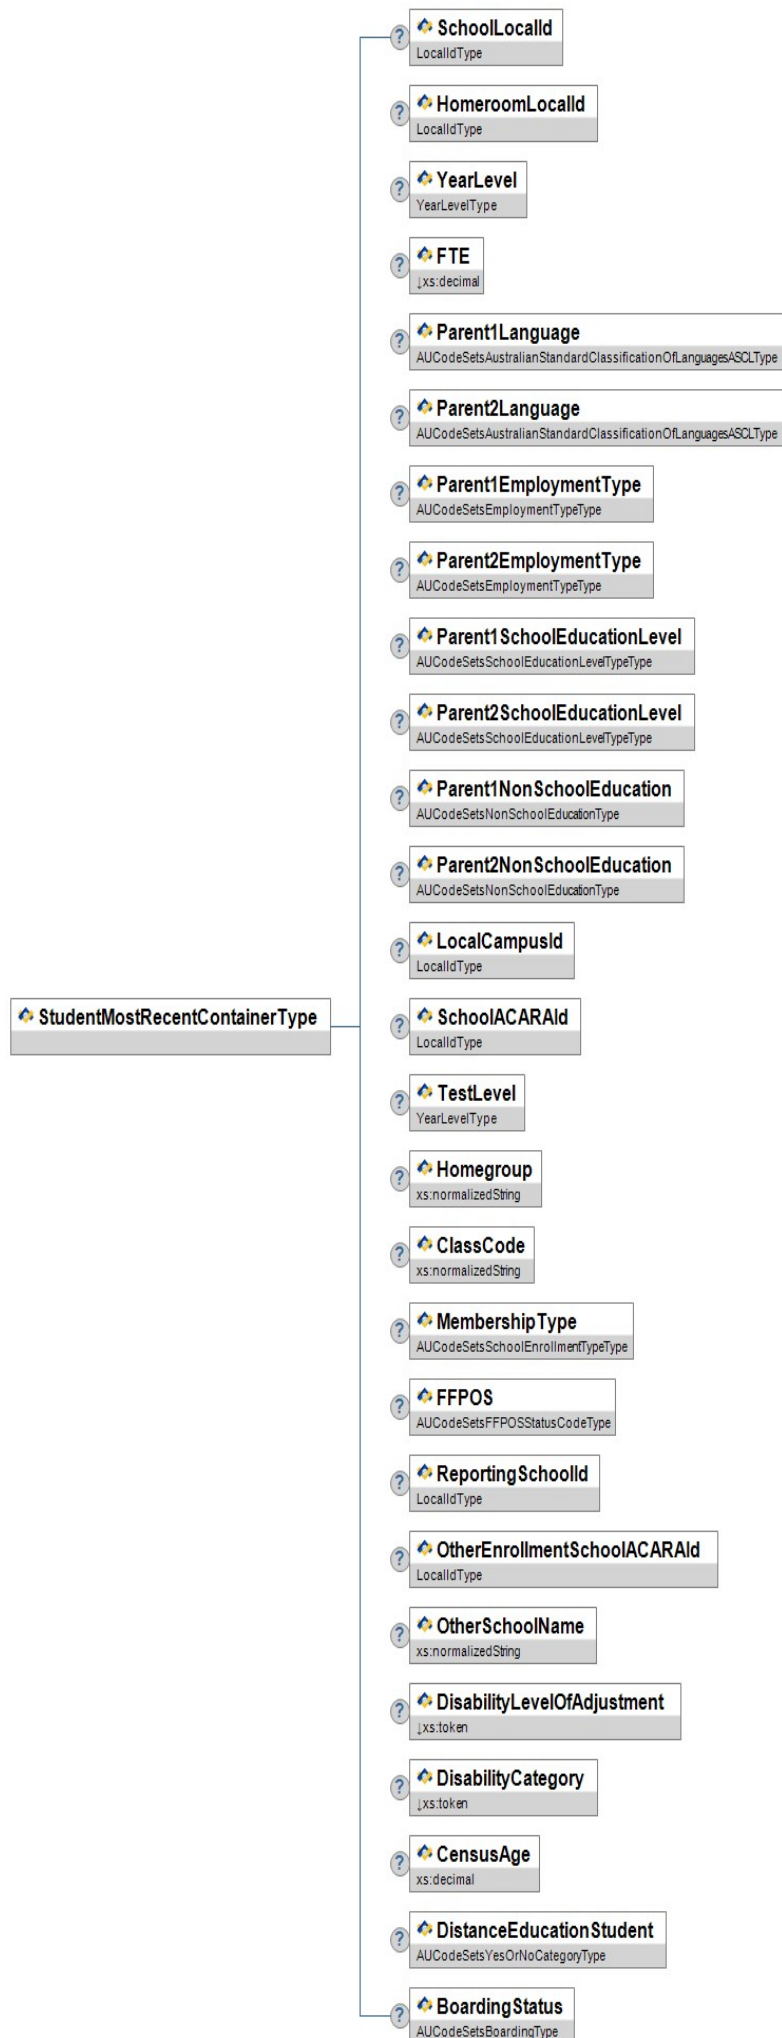 SchoolLocalId
LocalIdType
HomeroomLocalId
LocalIdType
YearLevel
YearLevelType
FTE
↓xs:decimal
Parent1Language
AUCodeSetsAustralianStandardClassificationOfLanguagesASCLType
Parent2Language
AUCodeSetsAustralianStandardClassificationOfLanguagesASCLType
Parent1EmploymentType
AUCodeSetsEmploymentTypeType
Parent2EmploymentType
AUCodeSetsEmploymentTypeType
Parent1SchoolEducationLevel
AUCodeSetsSchoolEducationLevelTypeType
Parent2SchoolEducationLevel
AUCodeSetsSchoolEducationLevelTypeType
Parent1NonSchoolEducation
AUCodeSetsNonSchoolEducationType
Parent2NonSchoolEducation
AUCodeSetsNonSchoolEducationType
LocalCampusId
LocalIdType
StudentMostRecentContainerType
SchoolACARAId
LocalIdType
TestLevel
YearLevelType
Homegroup
xs:normalizedString
ClassCode
xs:normalizedString
MembershipType
AUCodeSetsSchoolEnrollmentTypeType
FFPOS
AUCodeSetsFFPOSStatusCodeType
ReportingSchoolId
LocalIdType
OtherEnrollmentSchoolACARAId
LocalIdType
OtherSchoolName
xs:normalizedString
DisabilityLevelOfAdjustment
↓xs:token
DisabilityCategory
↓xs:token
CensusAge
xs:decimal
DistanceEducationStudent
AUCodeSetsYesOrNoCategoryType
BoardingStatus
AUCodeSetsBoardingType